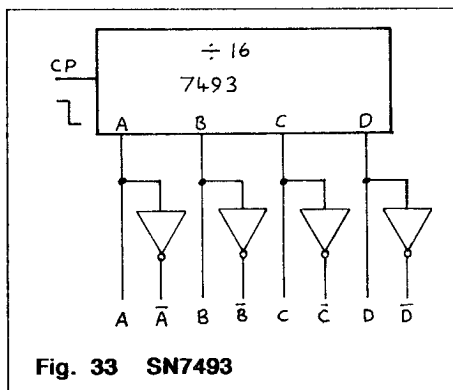 ÷ 16
CP
7493
A B C D
A A̅ B B̅ C C̅ D D̅
Fig. 33 SN7493